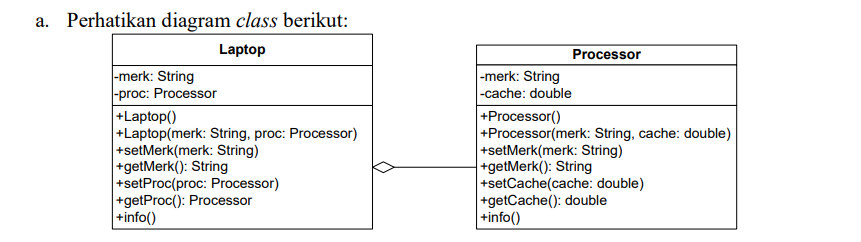 a. Perhatikan diagram class berikut:
Laptop
-merk: String
-proc: Processor
+Laptop()
+Laptop(merk: String, proc: Processor)
+setMerk(merk: String)
+getMerk(): String
+setProc(proc: Processor)
+getProc(): Processor
+info()
Processor
-merk: String
-cache: double
+Processor()
+Processor(merk: String, cache: double)
+setMerk(merk: String)
+getMerk(): String
+setCache(cache: double)
+getCache(): double
+info()